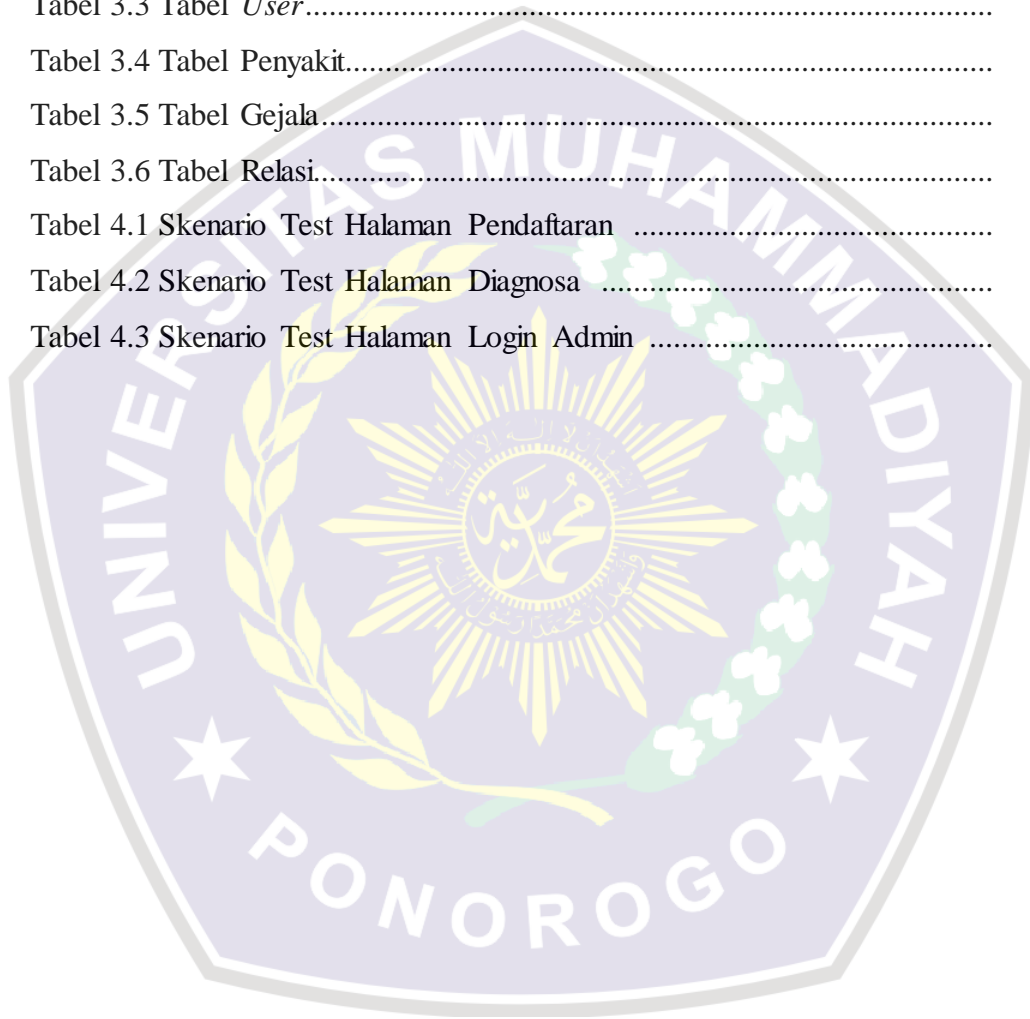 Tabel 3.3 Tabel User......................................................................................
Tabel 3.4 Tabel Penyakit.................................................................................
Tabel 3.5 Tabel Gejala....................................................................................
Tabel 3.6 Tabel Relasi.....................................................................................
Tabel 4.1 Skenario Test Halaman Pendaftaran .............................................
Tabel 4.2 Skenario Test Halaman Diagnosa .................................................
Tabel 4.3 Skenario Test Halaman Login Admin ...........................................
UNIVERSITAS MUHAMMADIYAH
PONOROGO